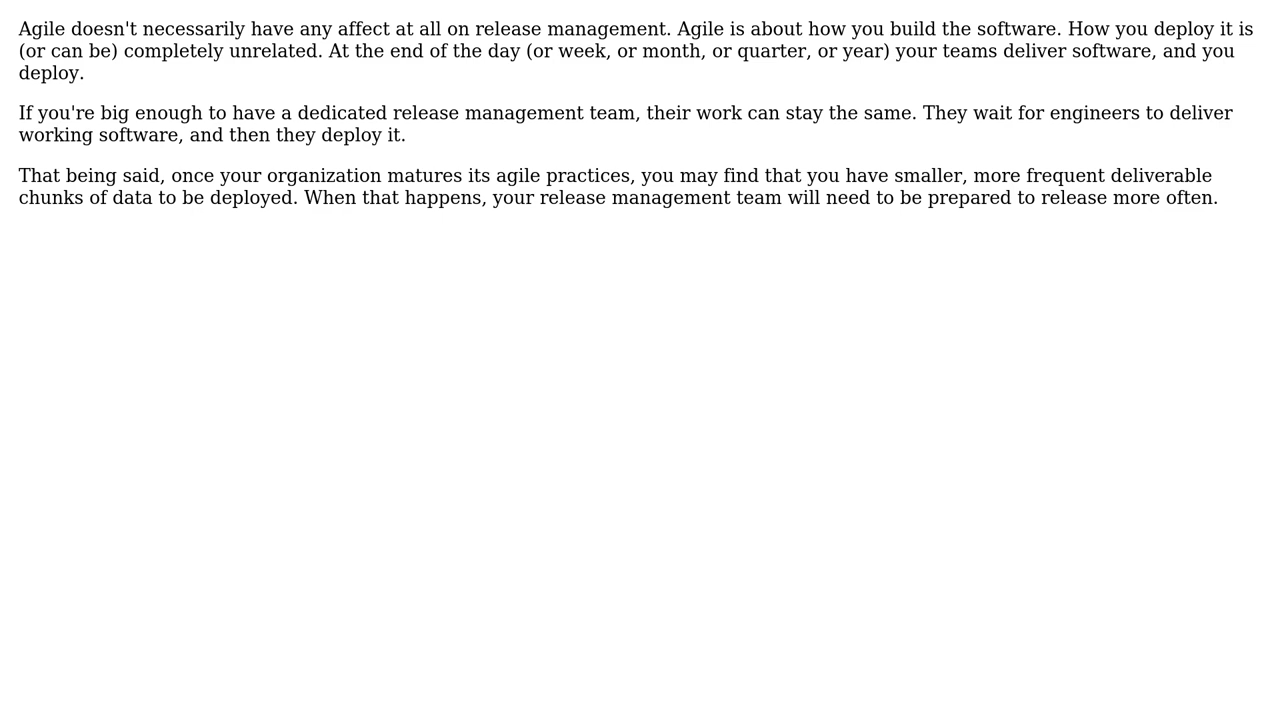 Agile doesn't necessarily have any affect at all on release management. Agile is about how you build the software. How you deploy it is
(or can be) completely unrelated. At the end of the day (or week, or month, or quarter, or year) your teams deliver software, and you
deploy.
If you're big enough to have a dedicated release management team, their work can stay the same. They wait for engineers to deliver
working software, and then they deploy it.
That being said, once your organization matures its agile practices, you may find that you have smaller, more frequent deliverable
chunks of data to be deployed. When that happens, your release management team will need to be prepared to release more often.